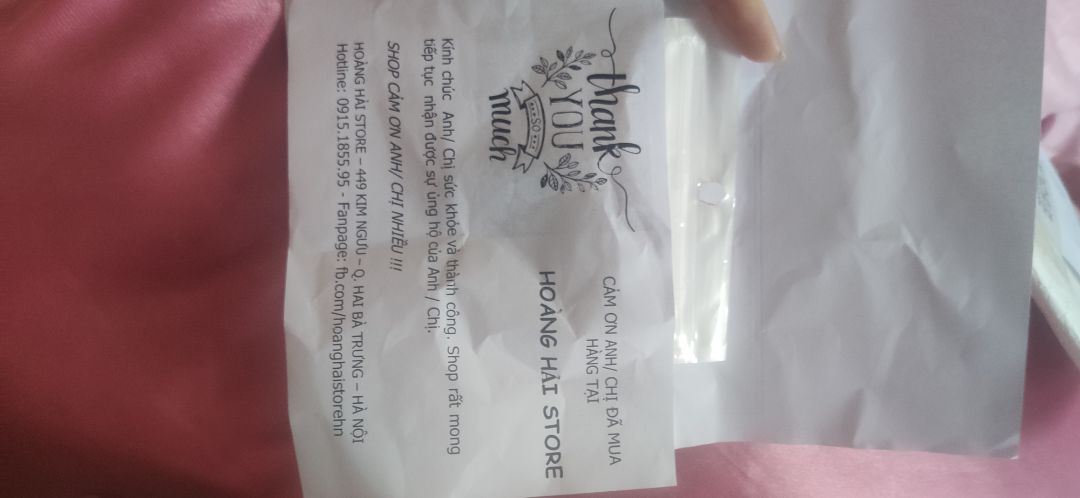 thank
YOU
SO
much
CẢM ƠN ANH/ CHỊ ĐÃ MUA
HÀNG TẠI
HOÀNG HẢI STORE
Kính chúc Anh/ Chị sức khỏe và thành công. Shop rất mong
tiếp tục nhận được sự ủng hộ của Anh / Chị.
SHOP CẢM ƠN ANH/ CHỊ NHIỀU !!!
HOÀNG HẢI STORE – 449 KIM NGƯU – Q. HAI BÀ TRƯNG – HÀ NỘI
Hotline: 0915.1855.95 - Fanpage: fb.com/hoanghaistorehn